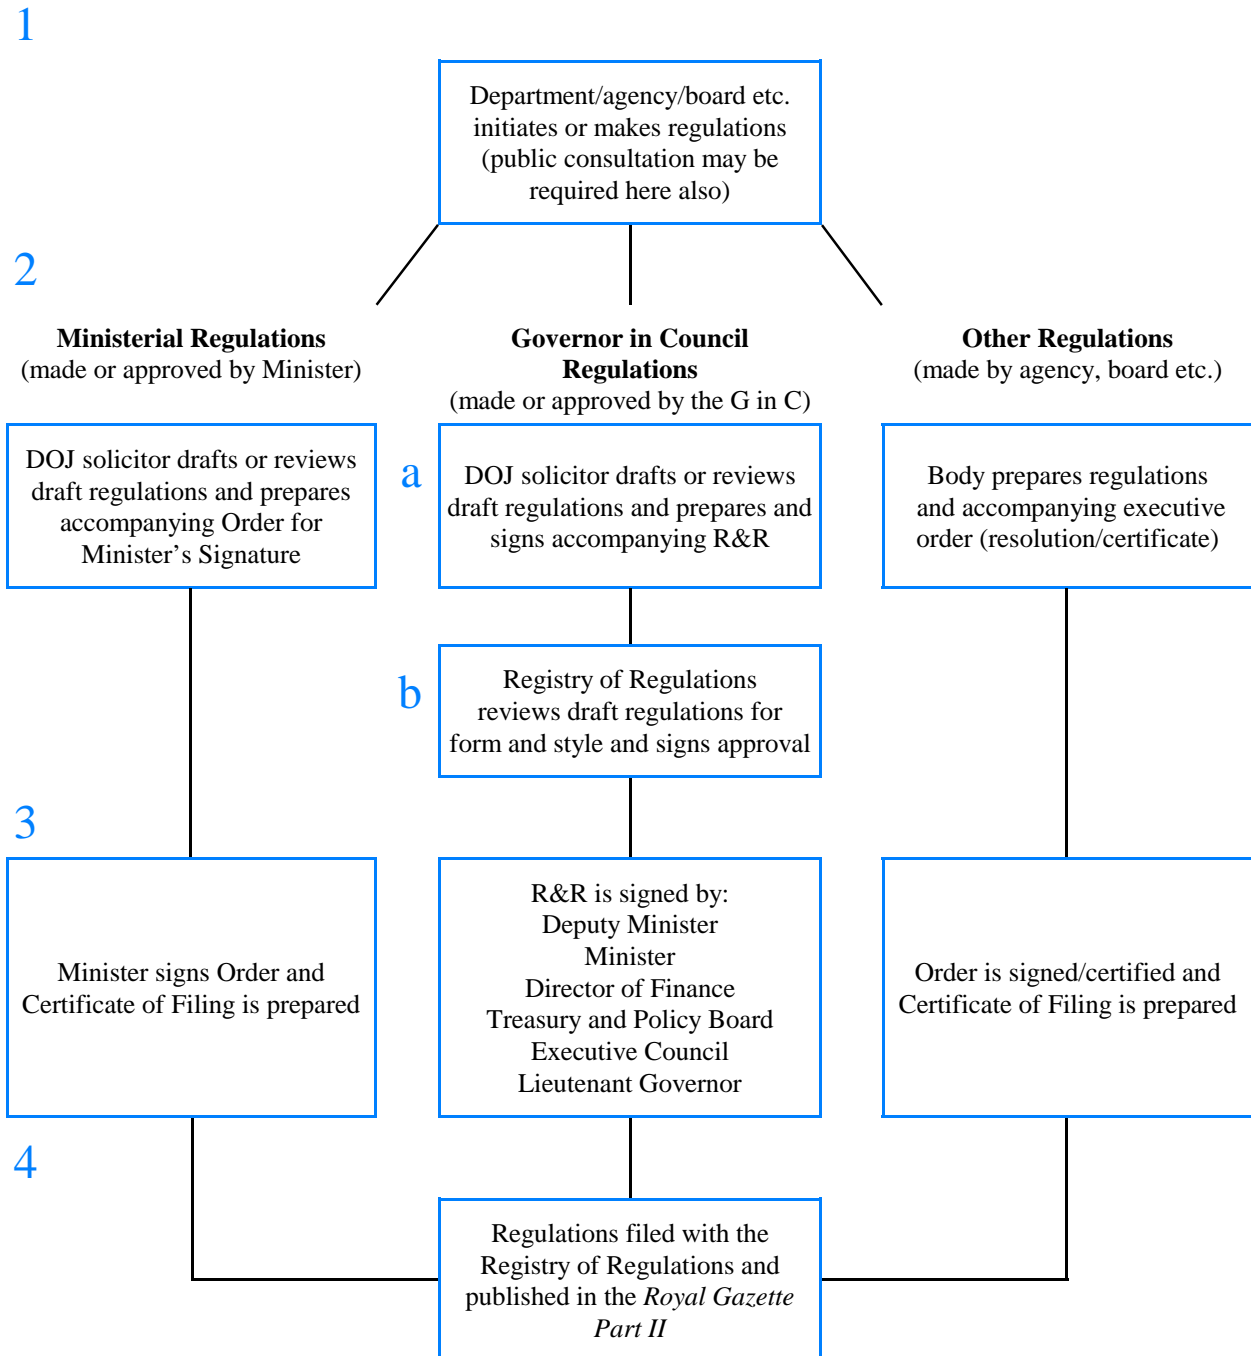 1
Department/agency/board etc.
initiates or makes regulations
(public consultation may be
required here also)
2
Ministerial Regulations
(made or approved by Minister)
Governor in Council
Regulations
(made or approved by the G in C)
Other Regulations
(made by agency, board etc.)
DOJ solicitor drafts or reviews
draft regulations and prepares
accompanying Order for
Minister’s Signature
a
DOJ solicitor drafts or reviews
draft regulations and prepares and
signs accompanying R&R
Body prepares regulations
and accompanying executive
order (resolution/certificate)
b
Registry of Regulations
reviews draft regulations for
form and style and signs approval
3
Minister signs Order and
Certificate of Filing is prepared
R&R is signed by:
Deputy Minister
Minister
Director of Finance
Treasury and Policy Board
Executive Council
Lieutenant Governor
Order is signed/certified and
Certificate of Filing is prepared
4
Regulations filed with the
Registry of Regulations and
published in the Royal Gazette
Part II